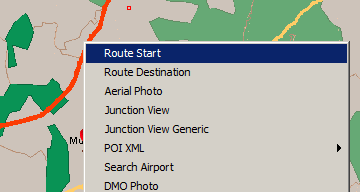 Route Start
Route Destination
Aerial Photo
Junction View
Junction View Generic
POI XML
Search Airport
DMO Photo